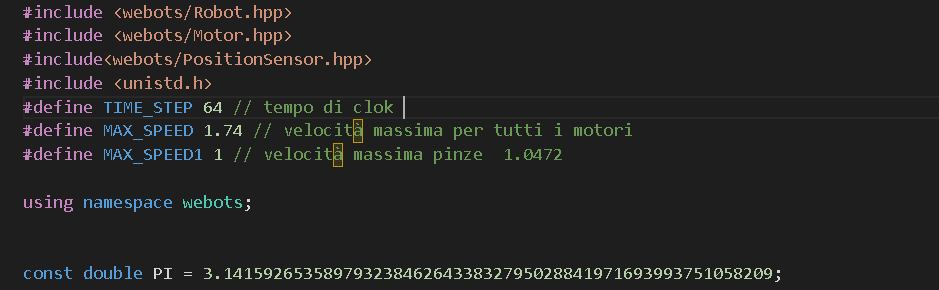 #include <webots/Robot.hpp>
#include <webots/Motor.hpp>
#include<webots/PositionSensor.hpp>
#include <unistd.h>
#define TIME_STEP 64 // tempo di clok
#define MAX_SPEED 1.74 // velocità massima per tutti i motori
#define MAX_SPEED1 1 // velocità massima pinze  1.0472
using namespace webots;
const double PI = 3.1415926535897932384626433832795028841971693993751058209;